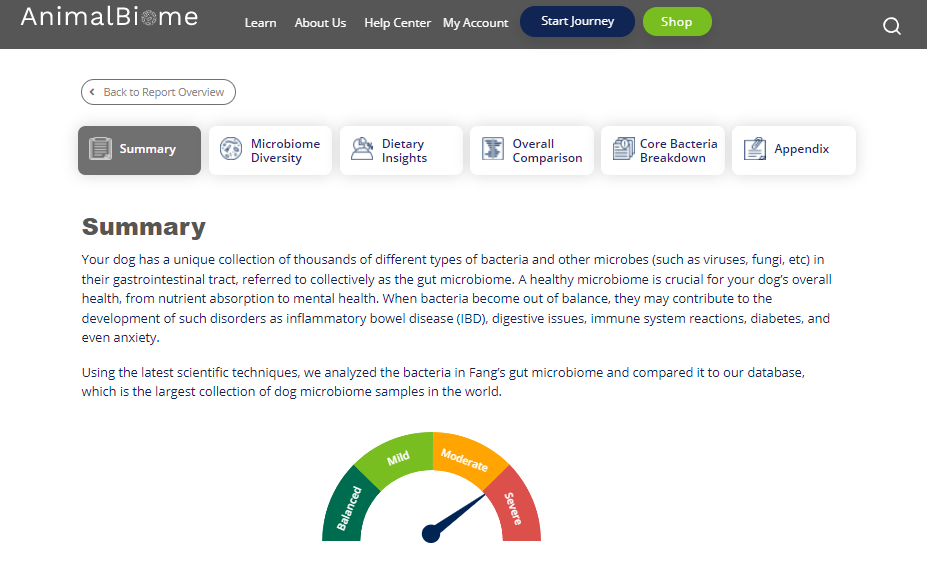 AnimalBiome
Learn About Us Help Center My Account Start Journey Shop
Back to Report Overview
Summary
Microbiome
Diversity
Dietary
Insights
Overall
Comparison
Core Bacteria
Breakdown
Appendix
Summary
Your dog has a unique collection of thousands of different types of bacteria and other microbes (such as viruses, fungi, etc) in
their gastrointestinal tract, referred to collectively as the gut microbiome. A healthy microbiome is crucial for your dog's overall
health, from nutrient absorption to mental health. When bacteria become out of balance, they may contribute to the
development of such disorders as inflammatory bowel disease (IBD), digestive issues, immune system reactions, diabetes, and
even anxiety.
Using the latest scientific techniques, we analyzed the bacteria in Fang's gut microbiome and compared it to our database,
which is the largest collection of dog microbiome samples in the world.
Balanced
Mild
Moderate
Severe